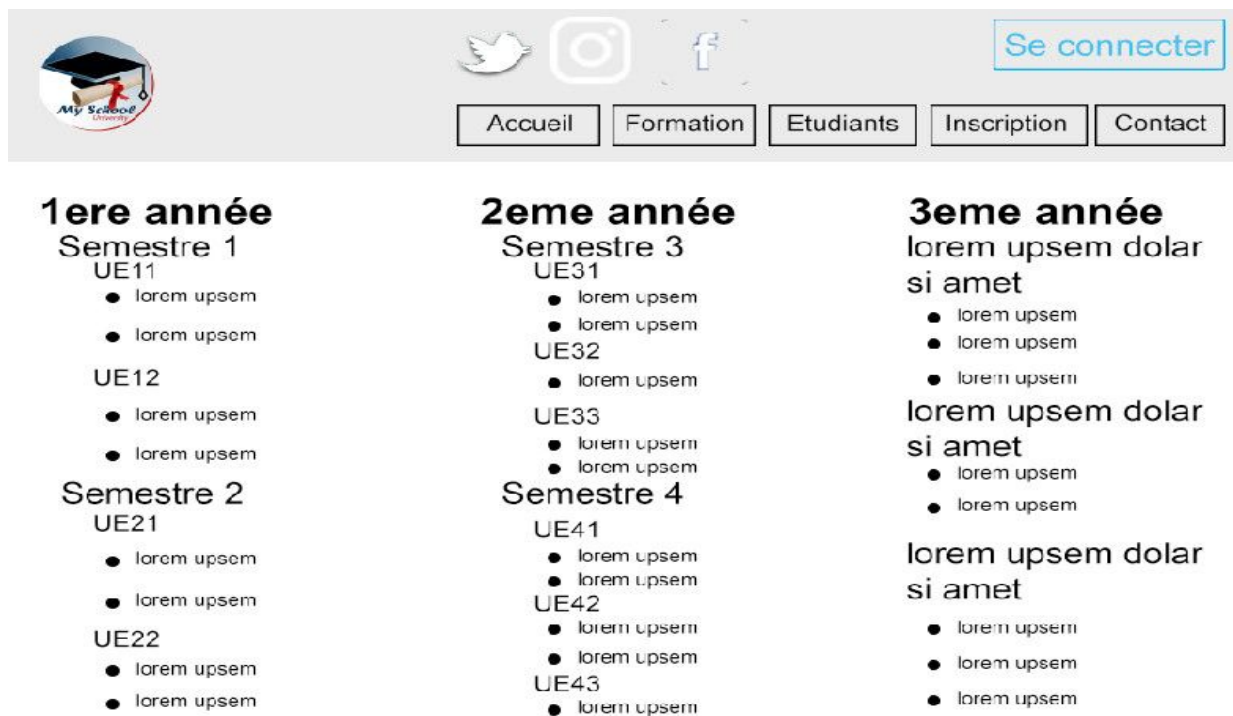 My School
University
Se connecter
Accueil
Formation
Etudiants
Inscription
Contact
1ere année
Semestre 1
UE11
lorem upsem
lorem upsem
UE12
lorem upsem
lorem upsem
Semestre 2
UE21
lorem upsem
lorem upsem
UE22
lorem upsem
lorem upsem
2eme année
Semestre 3
UE31
lorem upsem
lorem upsem
UE32
lorem upsem
UE33
lorem upsem
lorem upsem
Semestre 4
UE41
lorem upsem
lorem upsem
UE42
lorem upsem
lorem upsem
UE43
lorem upsem
3eme année
lorem upsem dolar
si amet
lorem upsem
lorem upsem
lorem upsem
lorem upsem dolar
si amet
lorem upsem
lorem upsem
lorem upsem dolar
si amet
lorem upsem
lorem upsem
lorem upsem